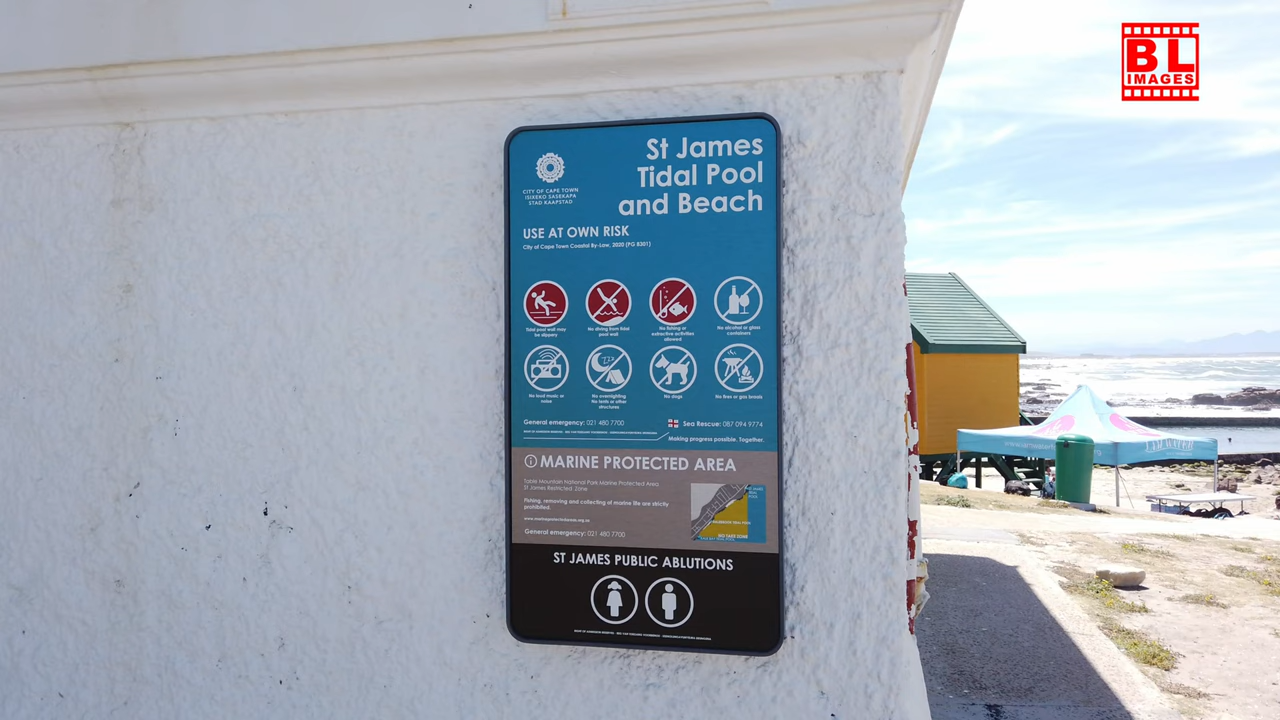 BL
IMAGES
St James
Tidal Pool
and Beach
CITY OF CAPE TOWN
ISIXEKO SASEKAPA
STAD KAAPSTAD
USE AT OWN RISK
City of Cape Town Coastal By-Law, 2020 (PG 8301)
Tidal pool wall may
be slippery
No diving from tidal
pool wall
No fishing or
extractive activities
allowed
No alcohol or glass
containers
No loud music or
noise
No overnighting
No tents or other
structures
No dogs
No fires or gas braais
General emergency: 021 480 7700
Sea Rescue: 087 094 9774
Making progress possible. Together.
MARINE PROTECTED AREA
Table Mountain National Park Marine Protected Area
St James Restricted Zone
Fishing, removing and collecting of marine life are strictly
prohibited.
General emergency: 021 480 7700
ST JAMES PUBLIC ABLUTIONS
I AM WATER